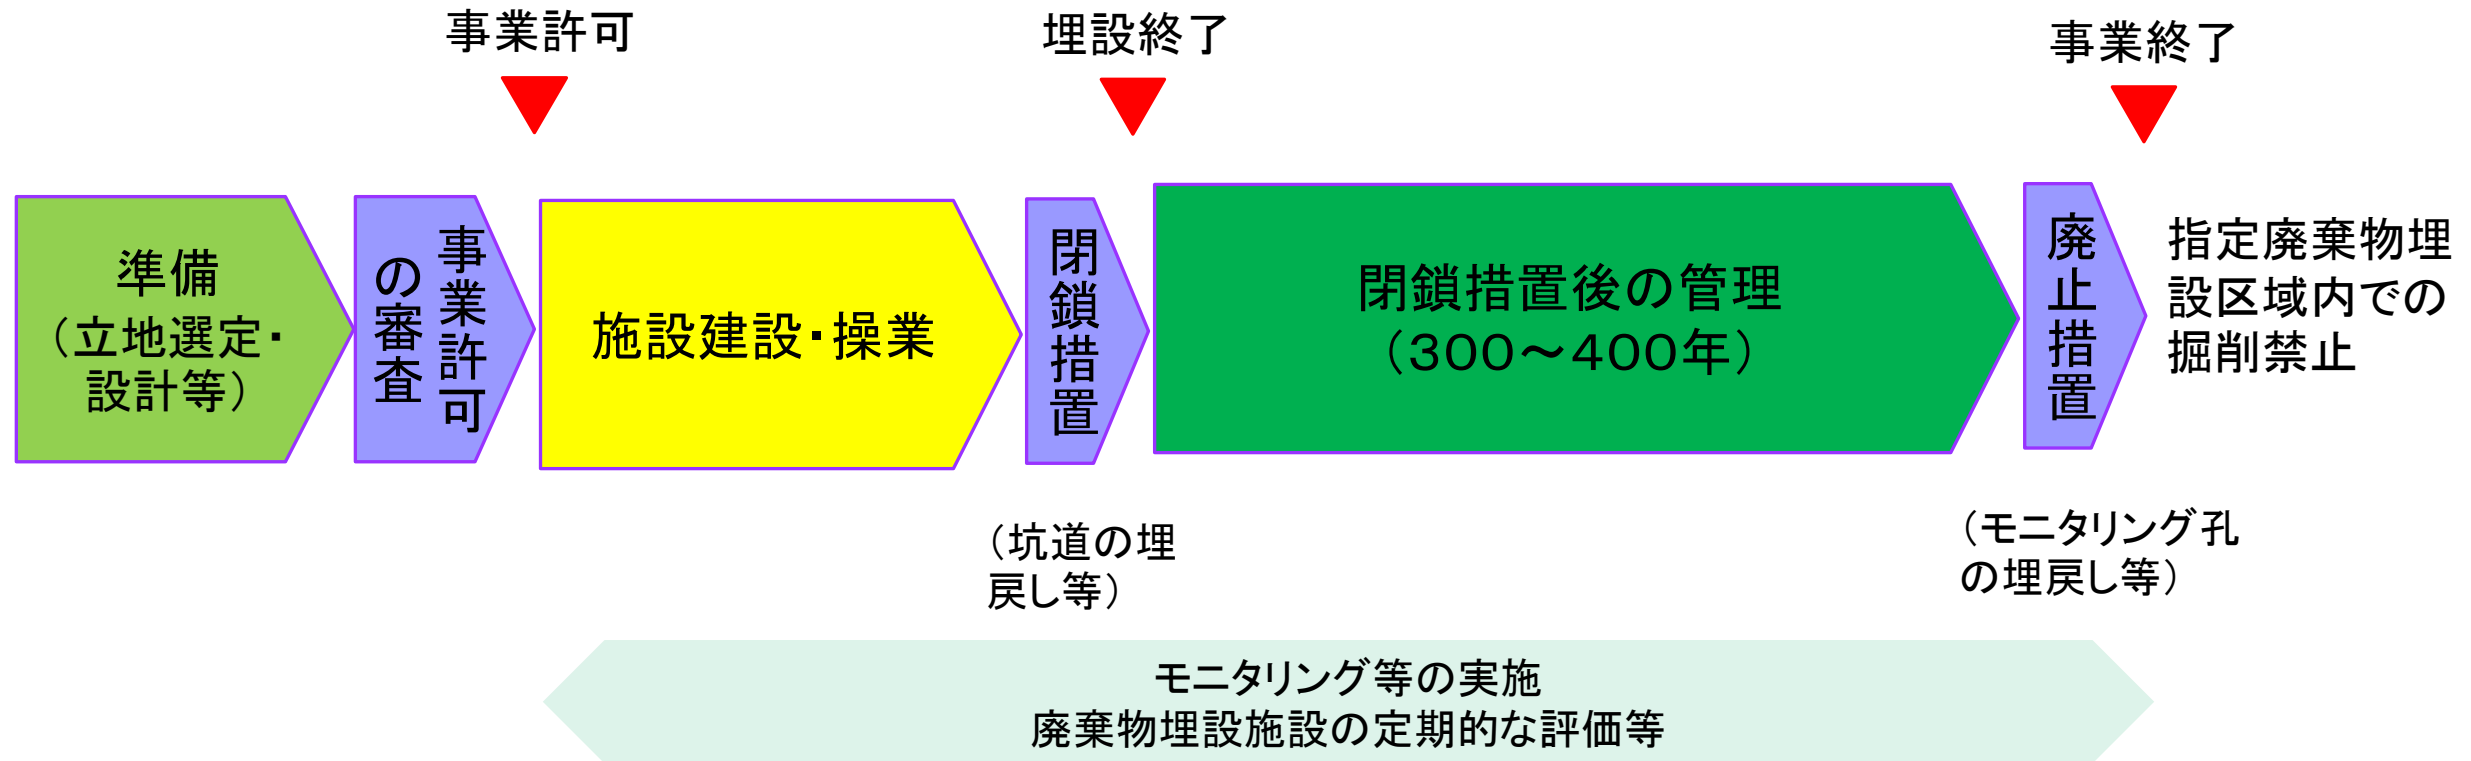 事業許可
埋設終了
事業終了
準備
（立地選定・
設計等）
事業許可
の審査
施設建設・操業
閉鎖措置
閉鎖措置後の管理
（300～400年）
廃止措置
指定廃棄物埋
設区域内での
掘削禁止
（坑道の埋
戻し等）
（モニタリング孔
の埋戻し等）
モニタリング等の実施
廃棄物埋設施設の定期的な評価等